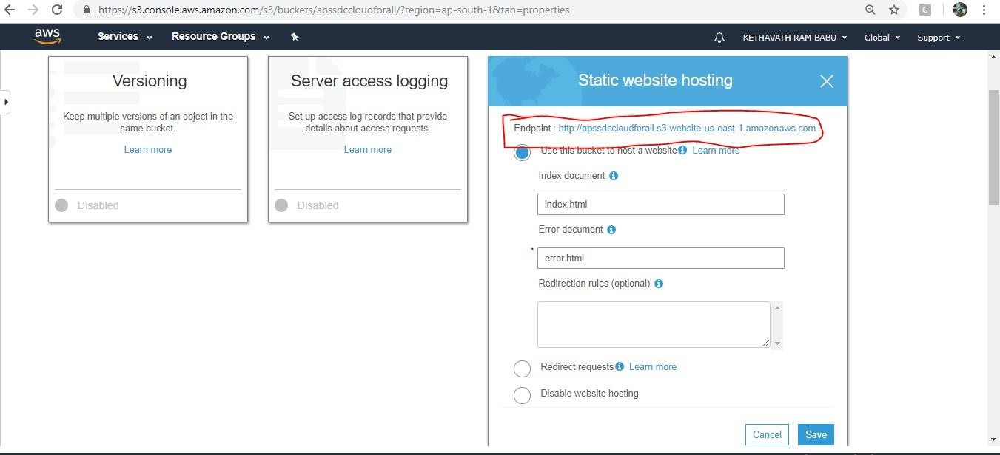 https://s3.console.aws.amazon.com/s3/buckets/apssdccloudforall/?region=ap-south-1&tab=properties
G
aws Services Resource Groups KETHAVATH RAM BABU Global Support
Versioning
Keep multiple versions of an object in the
same bucket.
Learn more
Disabled
Server access logging
Set up access log records that provide
details about access requests.
Learn more
Disabled
Static website hosting
Endpoint : http://apssdccloudforall.s3-website-us-east-1.amazonaws.com
Use this bucket to host a website Learn more
Index document
index.html
Error document
error.html
Redirection rules (optional)
Redirect requests Learn more
Disable website hosting
Cancel Save